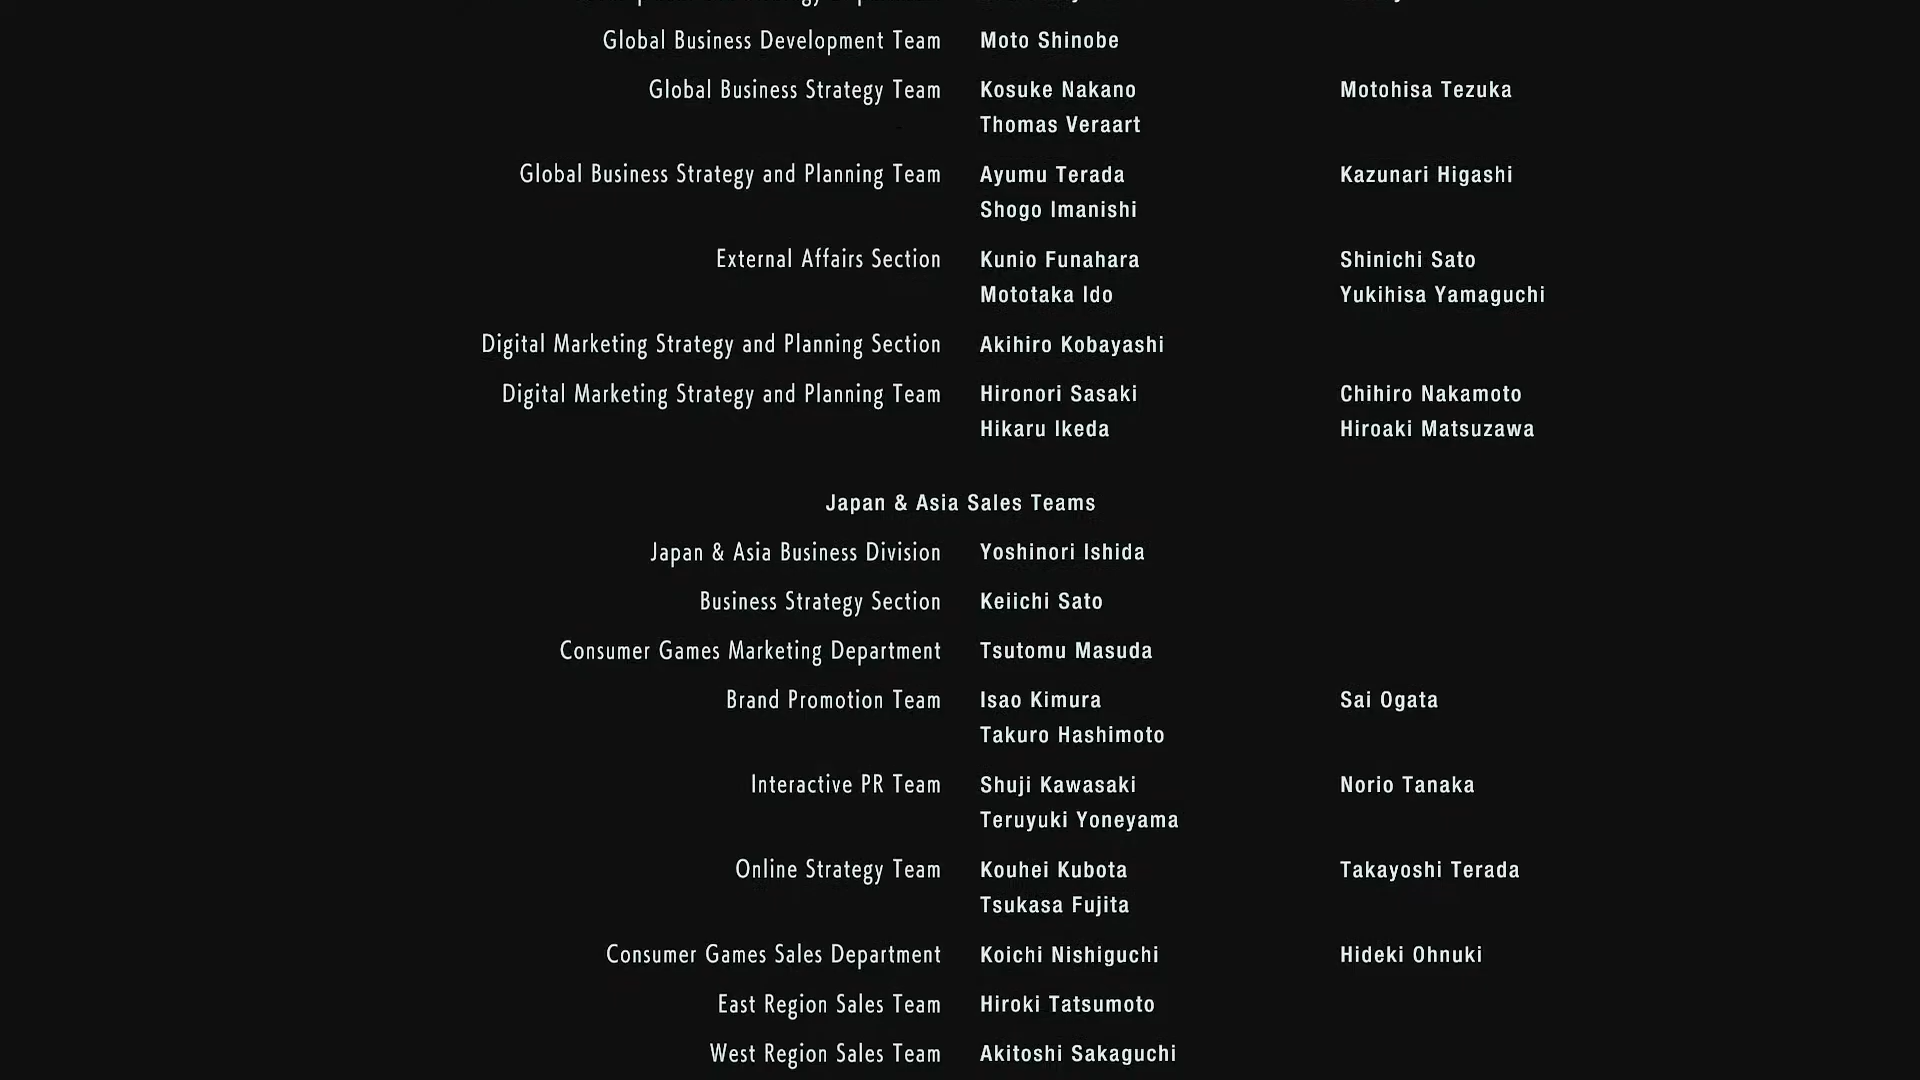 Global Business Development Team Moto Shinobe
Global Business Strategy Team Kosuke Nakano Motohisa Tezuka
Thomas Veraart
Global Business Strategy and Planning Team Ayumu Terada Kazunari Higashi
Shogo Imanishi
External Affairs Section Kunio Funahara Shinichi Sato
Mototaka Ido Yukihisa Yamaguchi
Digital Marketing Strategy and Planning Section Akihiro Kobayashi
Digital Marketing Strategy and Planning Team Hironori Sasaki Chihiro Nakamoto
Hikaru Ikeda Hiroaki Matsuzawa
Japan & Asia Sales Teams
Japan & Asia Business Division Yoshinori Ishida
Business Strategy Section Keiichi Sato
Consumer Games Marketing Department Tsutomu Masuda
Brand Promotion Team Isao Kimura Sai Ogata
Takuro Hashimoto
Interactive PR Team Shuji Kawasaki Norio Tanaka
Teruyuki Yoneyama
Online Strategy Team Kouhei Kubota Takayoshi Terada
Tsukasa Fujita
Consumer Games Sales Department Koichi Nishiguchi Hideki Ohnuki
East Region Sales Team Hiroki Tatsumoto
West Region Sales Team Akitoshi Sakaguchi